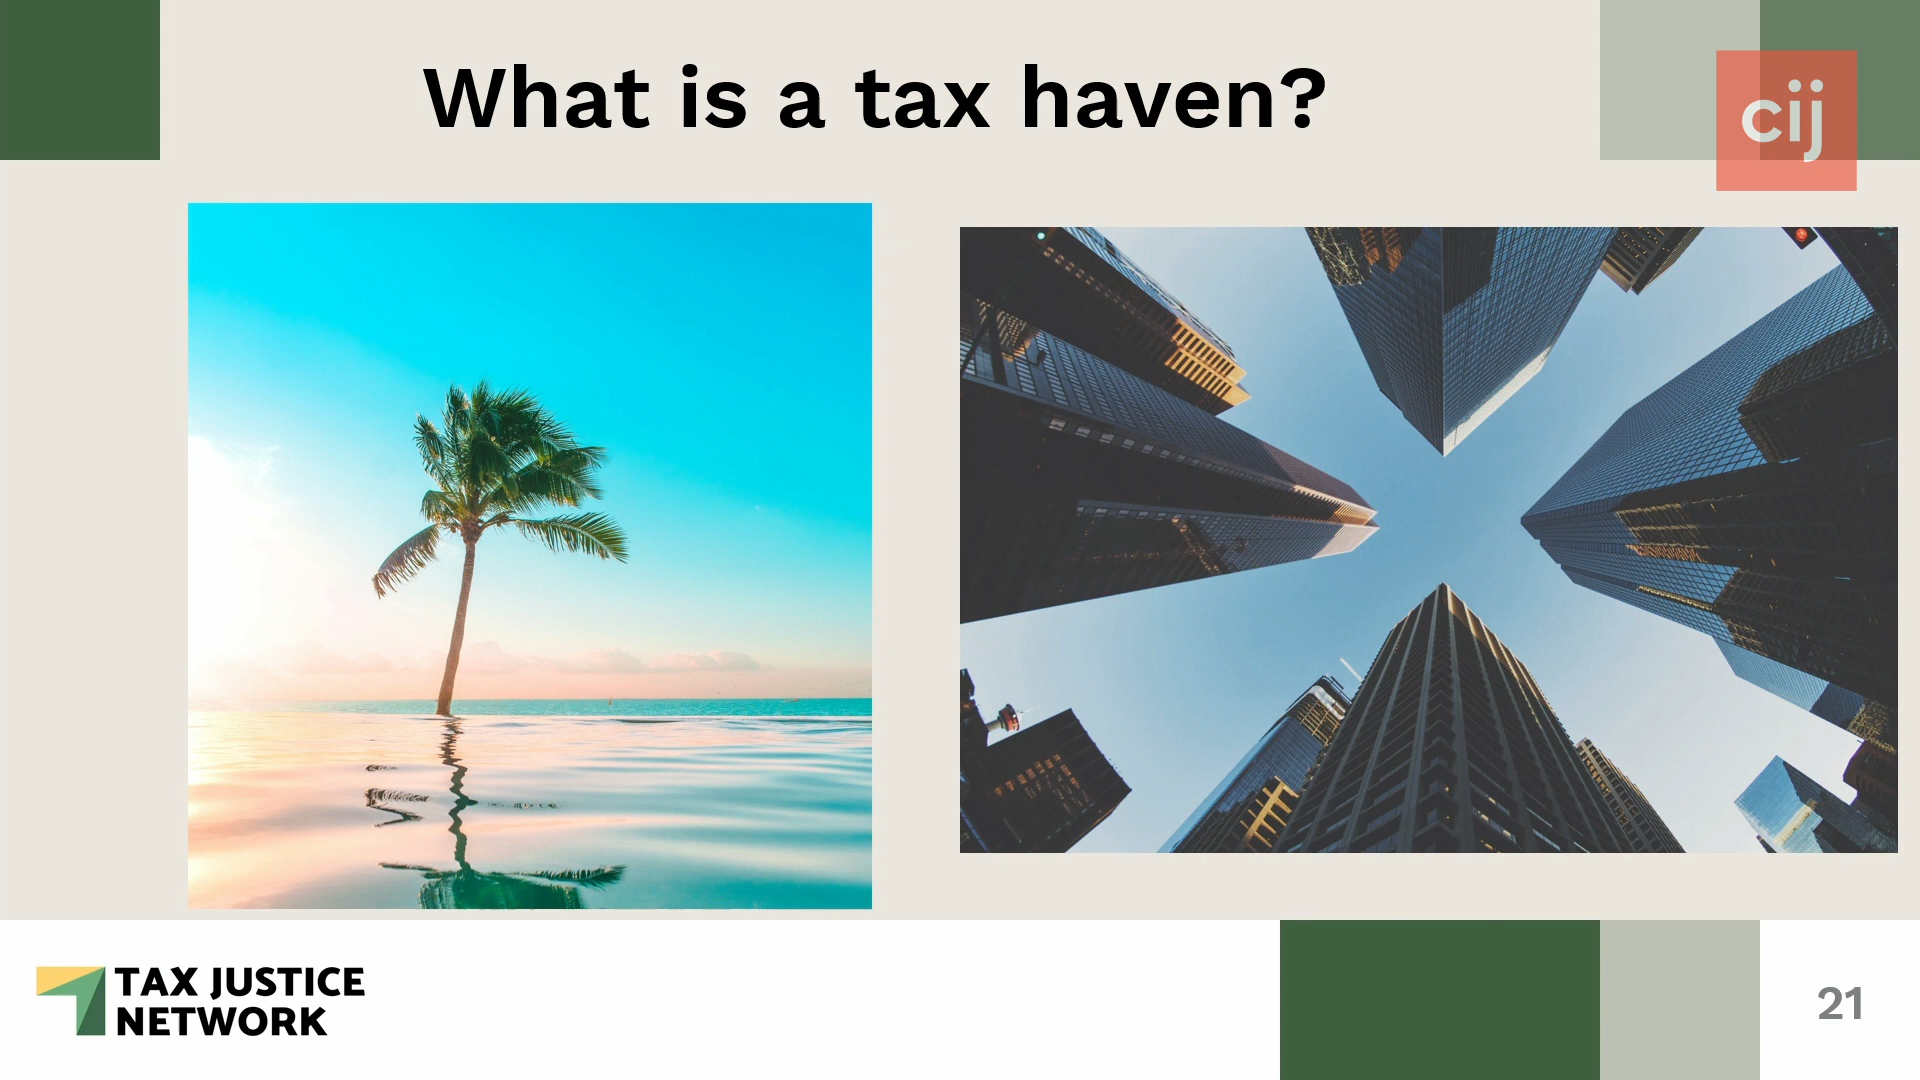 What is a tax haven?
cij
TAX JUSTICE
NETWORK
21